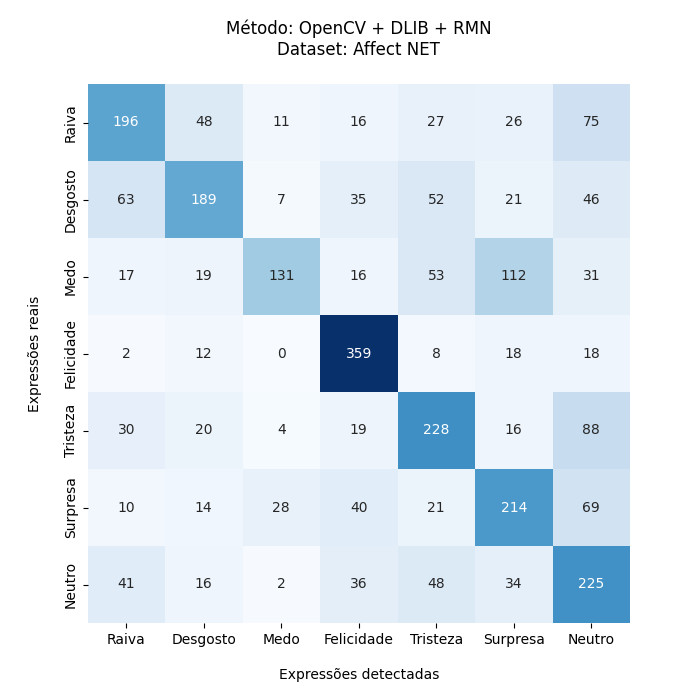 Método: OpenCV + DLIB + RMN
Dataset: Affect NET
Expressões reais
Raiva 196 48 11 16 27 26 75
Desgosto 63 189 7 35 52 21 46
Medo 17 19 131 16 53 112 31
Felicidade 2 12 0 359 8 18 18
Tristeza 30 20 4 19 228 16 88
Surpresa 10 14 28 40 21 214 69
Neutro 41 16 2 36 48 34 225
Raiva Desgosto Medo Felicidade Tristeza Surpresa Neutro
Expressões detectadas